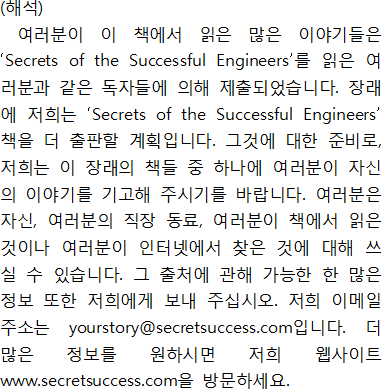 (해석)
여러분이 이 책에서 읽은 많은 이야기들은
‘Secrets of the Successful Engineers’를 읽은 여
러분과 같은 독자들에 의해 제출되었습니다. 장래
에 저희는 ‘Secrets of the Successful Engineers’
책을 더 출판할 계획입니다. 그것에 대한 준비로,
저희는 이 장래의 책들 중 하나에 여러분이 자신
의 이야기를 기고해 주시기를 바랍니다. 여러분은
자신, 여러분의 직장 동료, 여러분이 책에서 읽은
것이나 여러분이 인터넷에서 찾은 것에 대해 쓰
실 수 있습니다. 그 출처에 관해 가능한 한 많은
정보 또한 저희에게 보내 주십시오. 저희 이메일
주소는 yourstory@secretsuccess.com입니다. 더
많은 정보를 원하시면 저희 웹사이트
www.secretsuccess.com을 방문하세요.